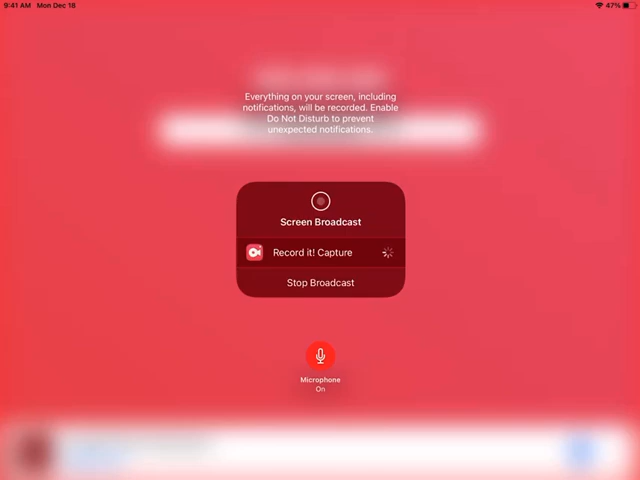 9:41 AM Mon Dec 18
47%
Everything on your screen, including
notifications, will be recorded. Enable
Do Not Disturb to prevent
unexpected notifications.
Screen Broadcast
Record it! Capture
Stop Broadcast
Microphone
On